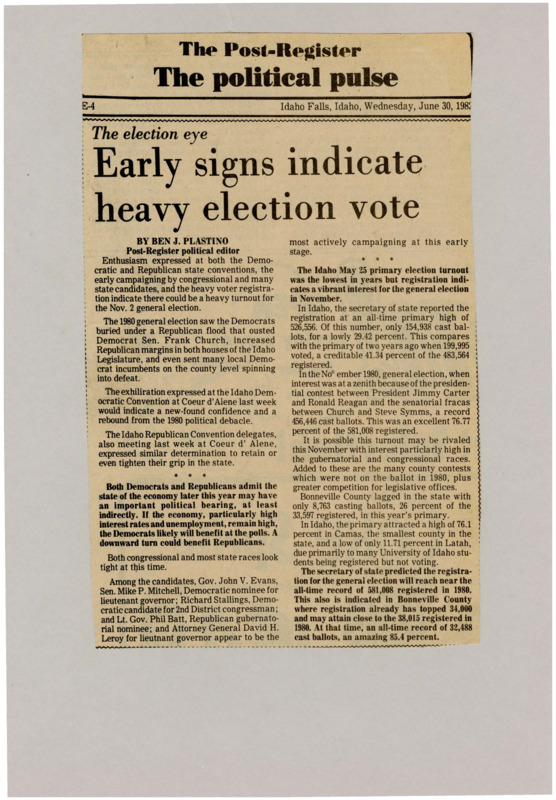 The Post-Register
The political pulse
E-4
Idaho Falls, Idaho, Wednesday, June 30, 198
The election eye
Early signs indicate
heavy election vote
BY BEN J. PLASTINO
Post-Register political editor
Enthusiasm expressed at both the Demo-
cratic and Republican state conventions, the
early campaigning by congressional and many
state candidates, and the heavy voter registra-
tion indicate there could be a heavy turnout for
the Nov. 2 general election.
The 1980 general election saw the Democrats
buried under a Republican flood that ousted
Democrat Sen. Frank Church, increased
Republican margins in both houses of the Idaho
Legislature, and even sent many local Demo-
crat incumbents on the county level spinning
into defeat.
The exhiliration expressed at the Idaho Dem-
ocratic Convention at Coeur d'Alene last week
would indicate a new-found confidence and a
rebound from the 1980 political debacle.
The Idaho Republican Convention delegates,
also meeting last week at Coeur d' Alene,
expressed similar determination to retain or
even tighten their grip in the state.
* * *
Both Democrats and Republicans admit the
state of the economy later this year may have
an important political bearing, at least
indirectly. If the economy, particularly high
interest rates and unemployment, remain high,
the Democrats likely will benefit at the polls. A
downward turn could benefit Republicans.
Both congressional and most state races look
tight at this time.
Among the candidates, Gov. John V. Evans,
Sen. Mike P. Mitchell, Democratic nominee for
lieutenant governor; Richard Stallings, Demo-
cratic candidate for 2nd District congressman;
and Lt. Gov. Phil Batt, Republican gubernato-
rial nominee; and Attorney General David H.
Leroy for lieutnant governor appear to be the
most actively campaigning at this early
stage.
* * *
The Idaho May 25 primary election turnout
was the lowest in years but registration indi-
cates a vibrant interest for the general election
in November.
In Idaho, the secretary of state reported the
registration at an all-time primary high of
526,556. Of this number, only 154,938 cast bal-
lots, for a lowly 29.42 percent. This compares
with the primary of two years ago when 199,995
voted, a creditable 41.34 percent of the 483,564
registered.
In the No ember 1980, general election, when
interest was at a zenith because of the presiden-
tial contest between President Jimmy Carter
and Ronald Reagan and the senatorial fracas
between Church and Steve Symms, a record
456,446 cast ballots. This was an excellent 76.77
percent of the 581,008 registered.
It is possible this turnout may be rivaled
this November with interest particularly high in
the gubernatorial and congressional races.
Added to these are the many county contests
which were not on the ballot in 1980, plus
greater competition for legislative offices.
Bonneville County lagged in the state with
only 8,763 casting ballots, 26 percent of the
33,597 registered, in this year's primary.
In Idaho, the primary attracted a high of 76.1
percent in Camas, the smallest county in the
state, and a low of only 11.71 percent in Latah,
due primarily to many University of Idaho stu-
dents being registered but not voting.
The secretary of state predicted the registra-
tion for the general election will reach near the
all-time record of 581,008 registered in 1980.
This also is indicated in Bonneville County
where registration already has topped 34,000
and may attain close to the 38,015 registered in
1980. At that time, an all-time record of 32,488
cast ballots, an amazing 85.4 percent.